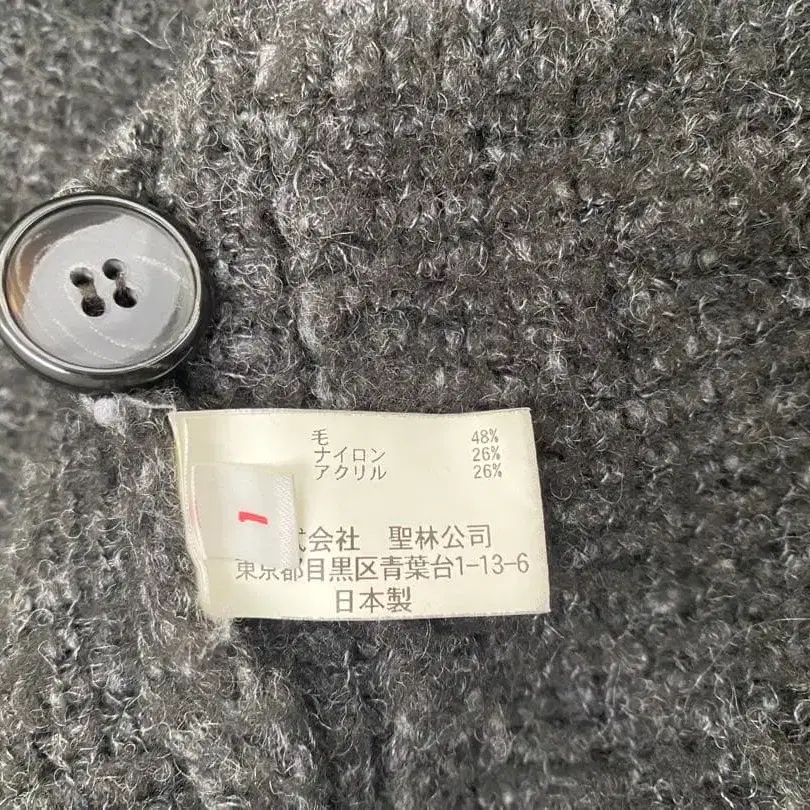 毛 48%
ナイロン 26%
アクリル 26%
1
式会社 聖林公司
東京都目黒区青葉台1-13-6
日本製